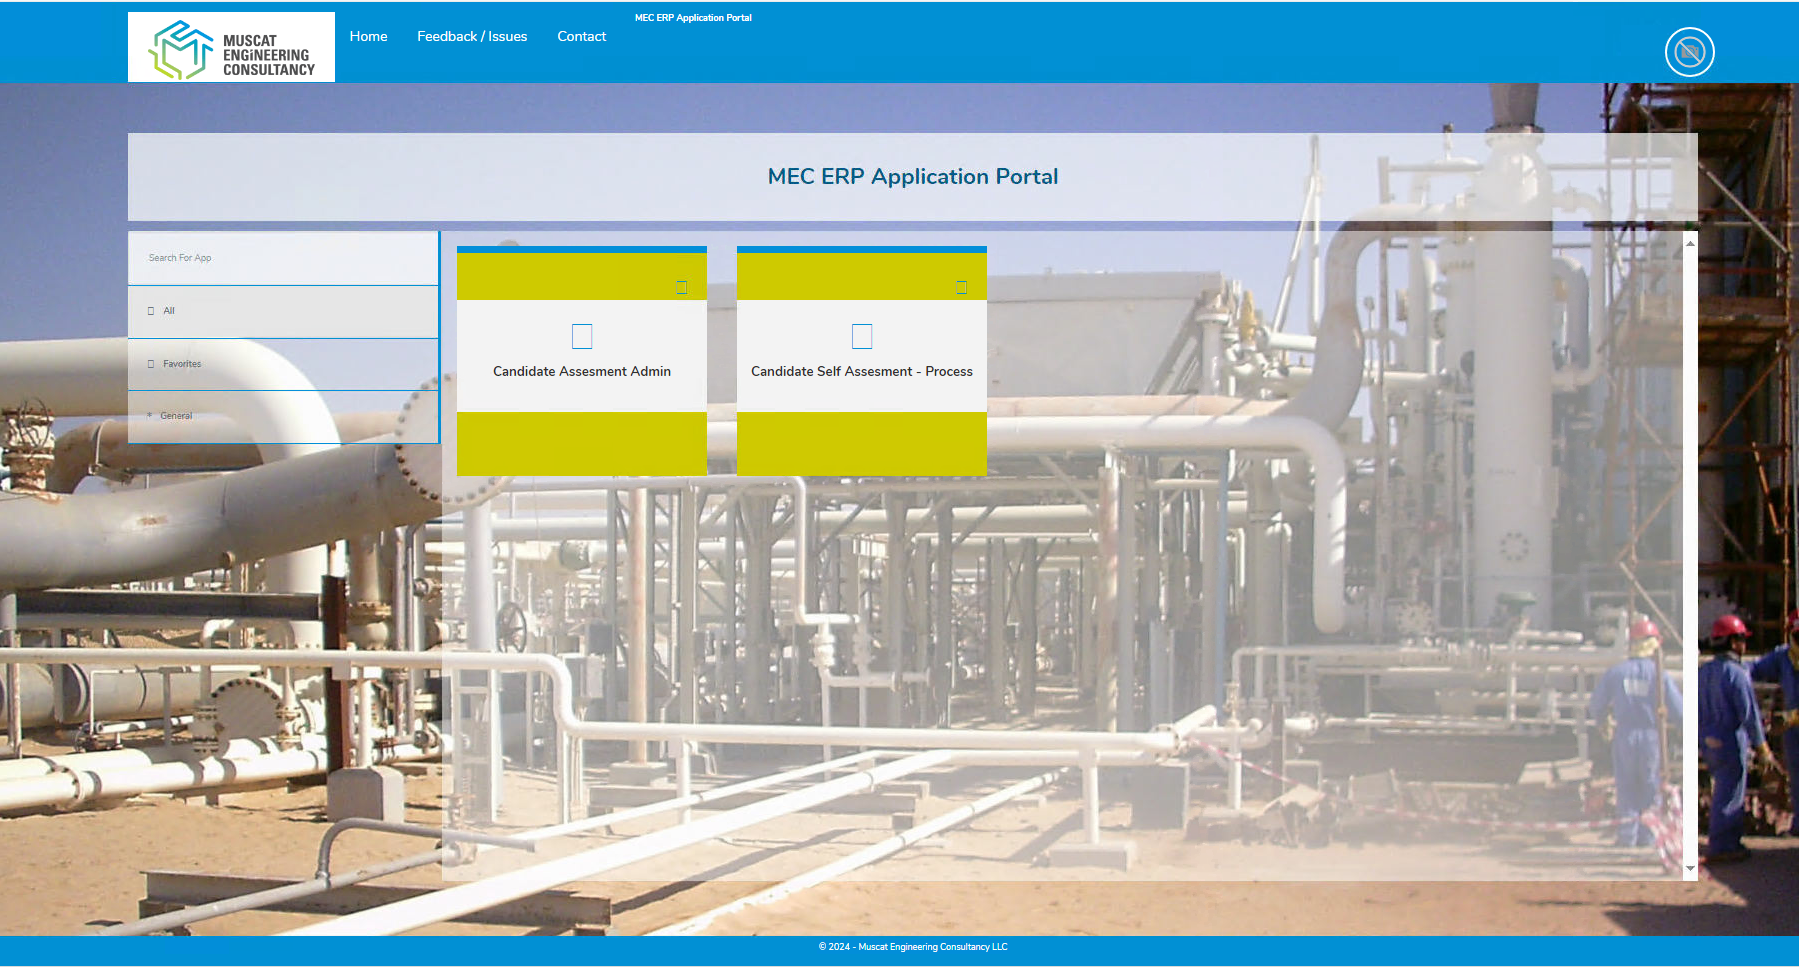 MEC ERP Application Portal
MUSCAT
ENGINEERING
CONSULTANCY
Home
Feedback / Issues
Contact
MEC ERP Application Portal
Search For App
All
Favorites
General
Candidate Assesment Admin
Candidate Self Assesment - Process
© 2024 - Muscat Engineering Consultancy LLC